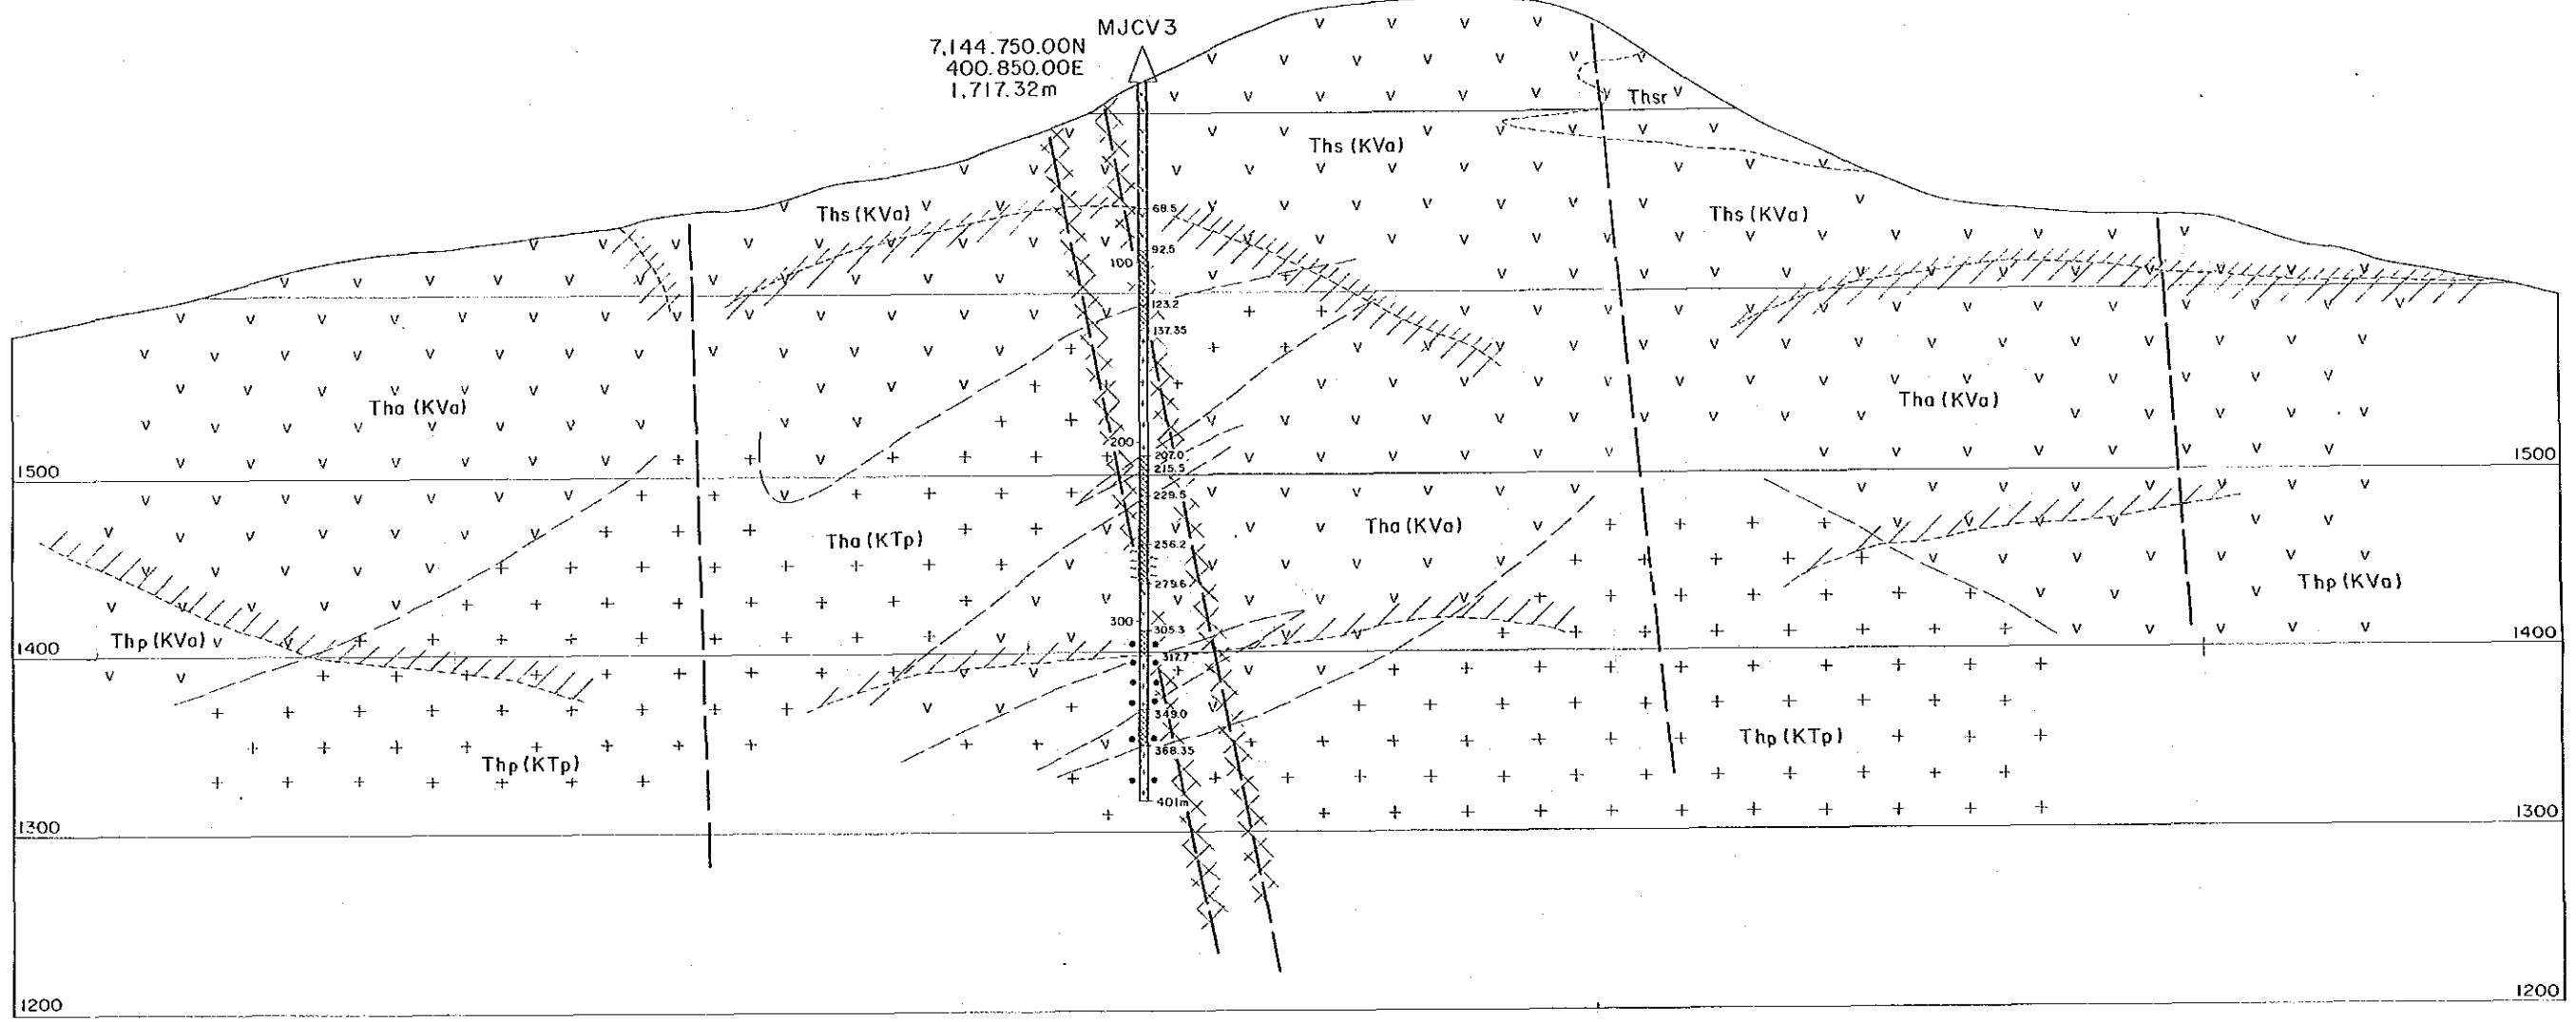 MJCV3
7,144.750.00N
400.850.00E
1,717.32m
Thsr
Ths (KVa)
Ths (KVa)
Ths (KVa)
68.5
92.5
100
123.2
137.35
Tha (KVa)
Tha (KVa)
200
207.0
215.5
1500
1500
229.5
Tha (KTp)
Tha (KVa)
256.2
279.6
Thp (KVa)
300
305.3
Thp (KVa)
1400
1400
317.7
349.0
368.35
Thp (KTp)
Thp (KTp)
401m
1300
1300
1200
1200